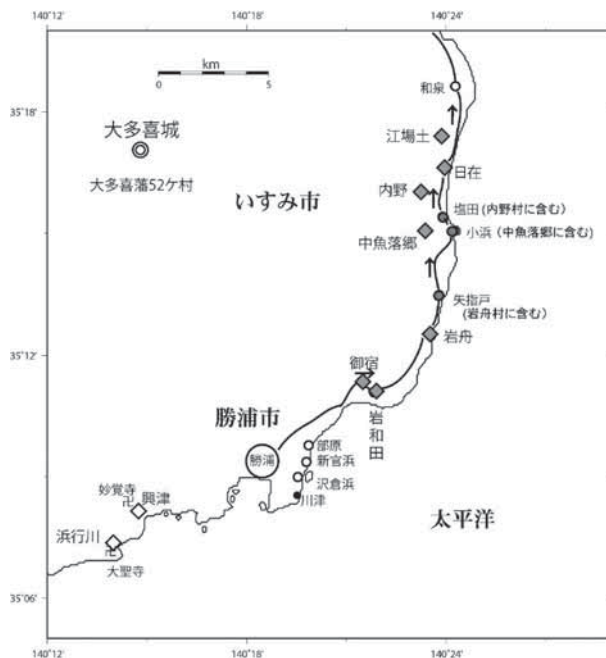 140°12'
140°18'
140°24'
km
0
5
和泉
35°18'
大多喜城
江場土
日在
大多喜藩52ケ村
内野
いすみ市
塩田(内野村に含む)
小浜(中魚落郷に含む)
中魚落郷
矢指戸
(岩舟村に含む)
岩舟
35°12'
御宿
岩和田
勝浦市
勝浦
部原
新官浜
沢倉浜
川津
妙覚寺
卍
興津
太平洋
浜行川
卍
大聖寺
35°06'
140°12'
140°18'
140°24'